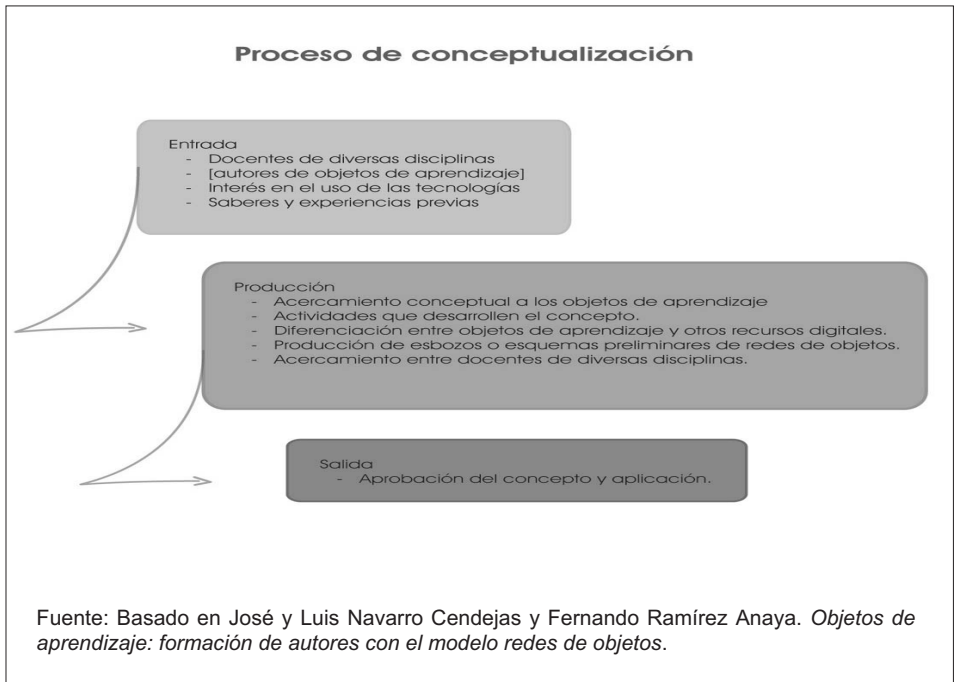 Proceso de conceptualización
Entrada
- Docentes de diversas disciplinas
- [autores de objetos de aprendizaje]
- Interés en el uso de las tecnologías
- Saberes y experiencias previas
Producción
- Acercamiento conceptual a los objetos de aprendizaje
- Actividades que desarrollen el concepto.
- Diferenciación entre objetos de aprendizaje y otros recursos digitales.
- Producción de esbozos o esquemas preliminares de redes de objetos.
- Acercamiento entre docentes de diversas disciplinas.
Salida
- Aprobación del concepto y aplicación.
Fuente: Basado en José y Luis Navarro Cendejas y Fernando Ramírez Anaya. Objetos de
aprendizaje: formación de autores con el modelo redes de objetos.